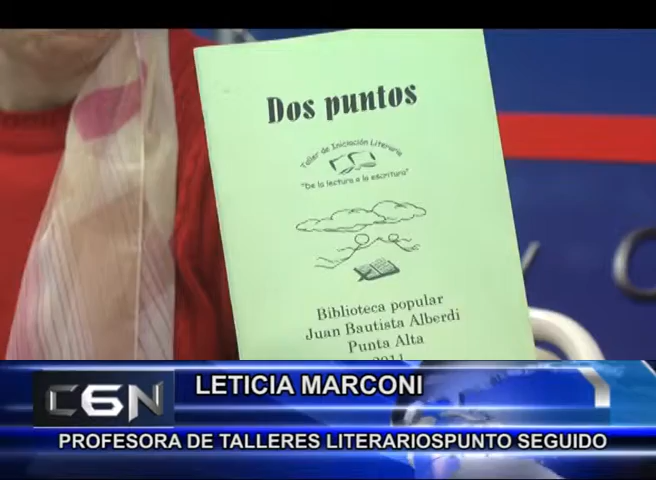 Dos puntos
Taller de Iniciación Literaria
"De la lectura a la escritura"
Biblioteca popular
Juan Bautista Alberdi
Punta Alta
2011
C6N
LETICIA MARCONI
PROFESORA DE TALLERES LITERARIOSPUNTO SEGUIDO